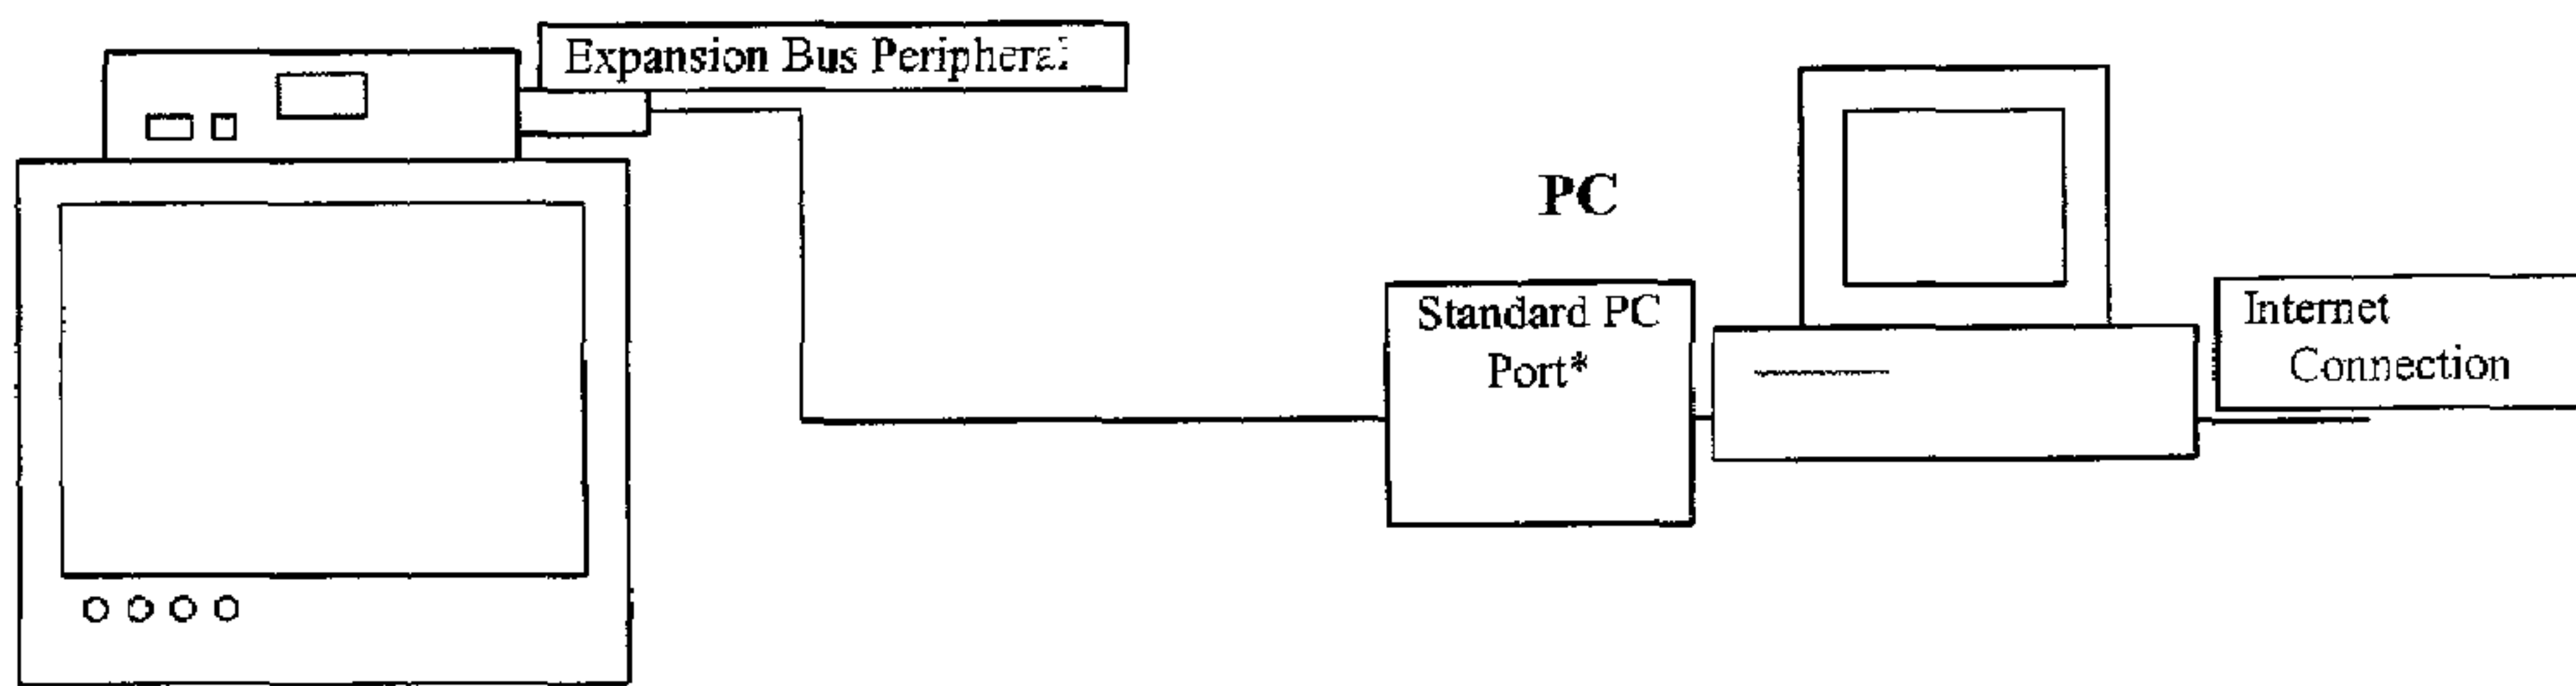 Expansion Bus Peripheral
PC
Standard PC
Port*
Internet
Connection